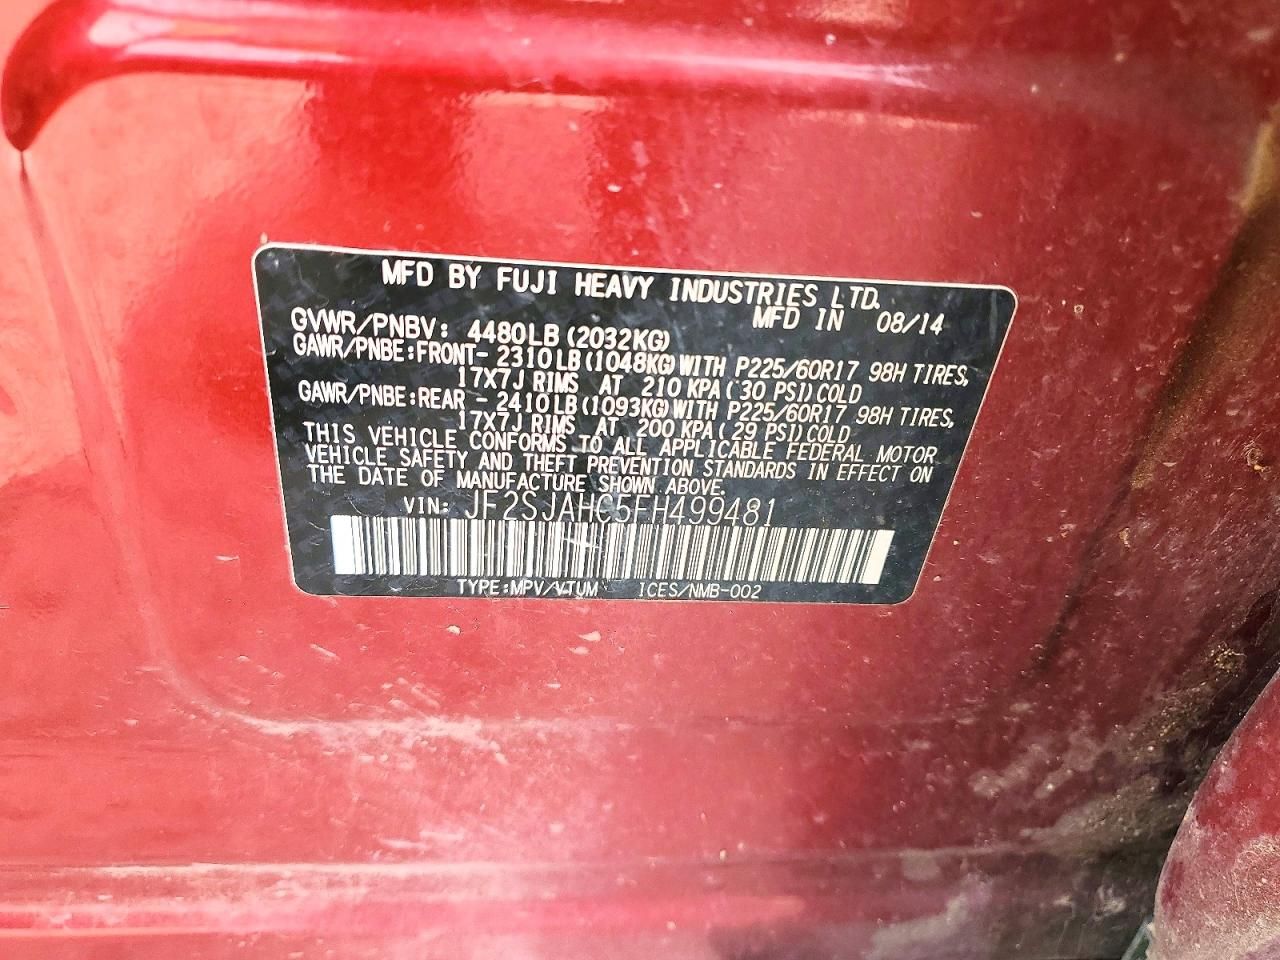 MFD BY FUJI HEAVY INDUSTRIES LTD.
MFD IN 08/14
GVWR/PNBV: 4480LB (2032KG)
GAWR/PNBE:FRONT- 2310LB (1048KG) WITH P225/60R17 98H TIRES,
17X7J RIMS AT 210 KPA ( 30 PSI) COLD
GAWR/PNBE:REAR - 2410LB (1093KG) WITH P225/60R17 98H TIRES,
17X7J RIMS AT 200 KPA ( 29 PSI) COLD
THIS VEHICLE CONFORMS TO ALL APPLICABLE FEDERAL MOTOR
VEHICLE SAFETY AND THEFT PREVENTION STANDARDS IN EFFECT ON
THE DATE OF MANUFACTURE SHOWN ABOVE.
VIN: JF2SJAHC5FH499481
TYPE:MPV/VTUM ICES/NMB-002